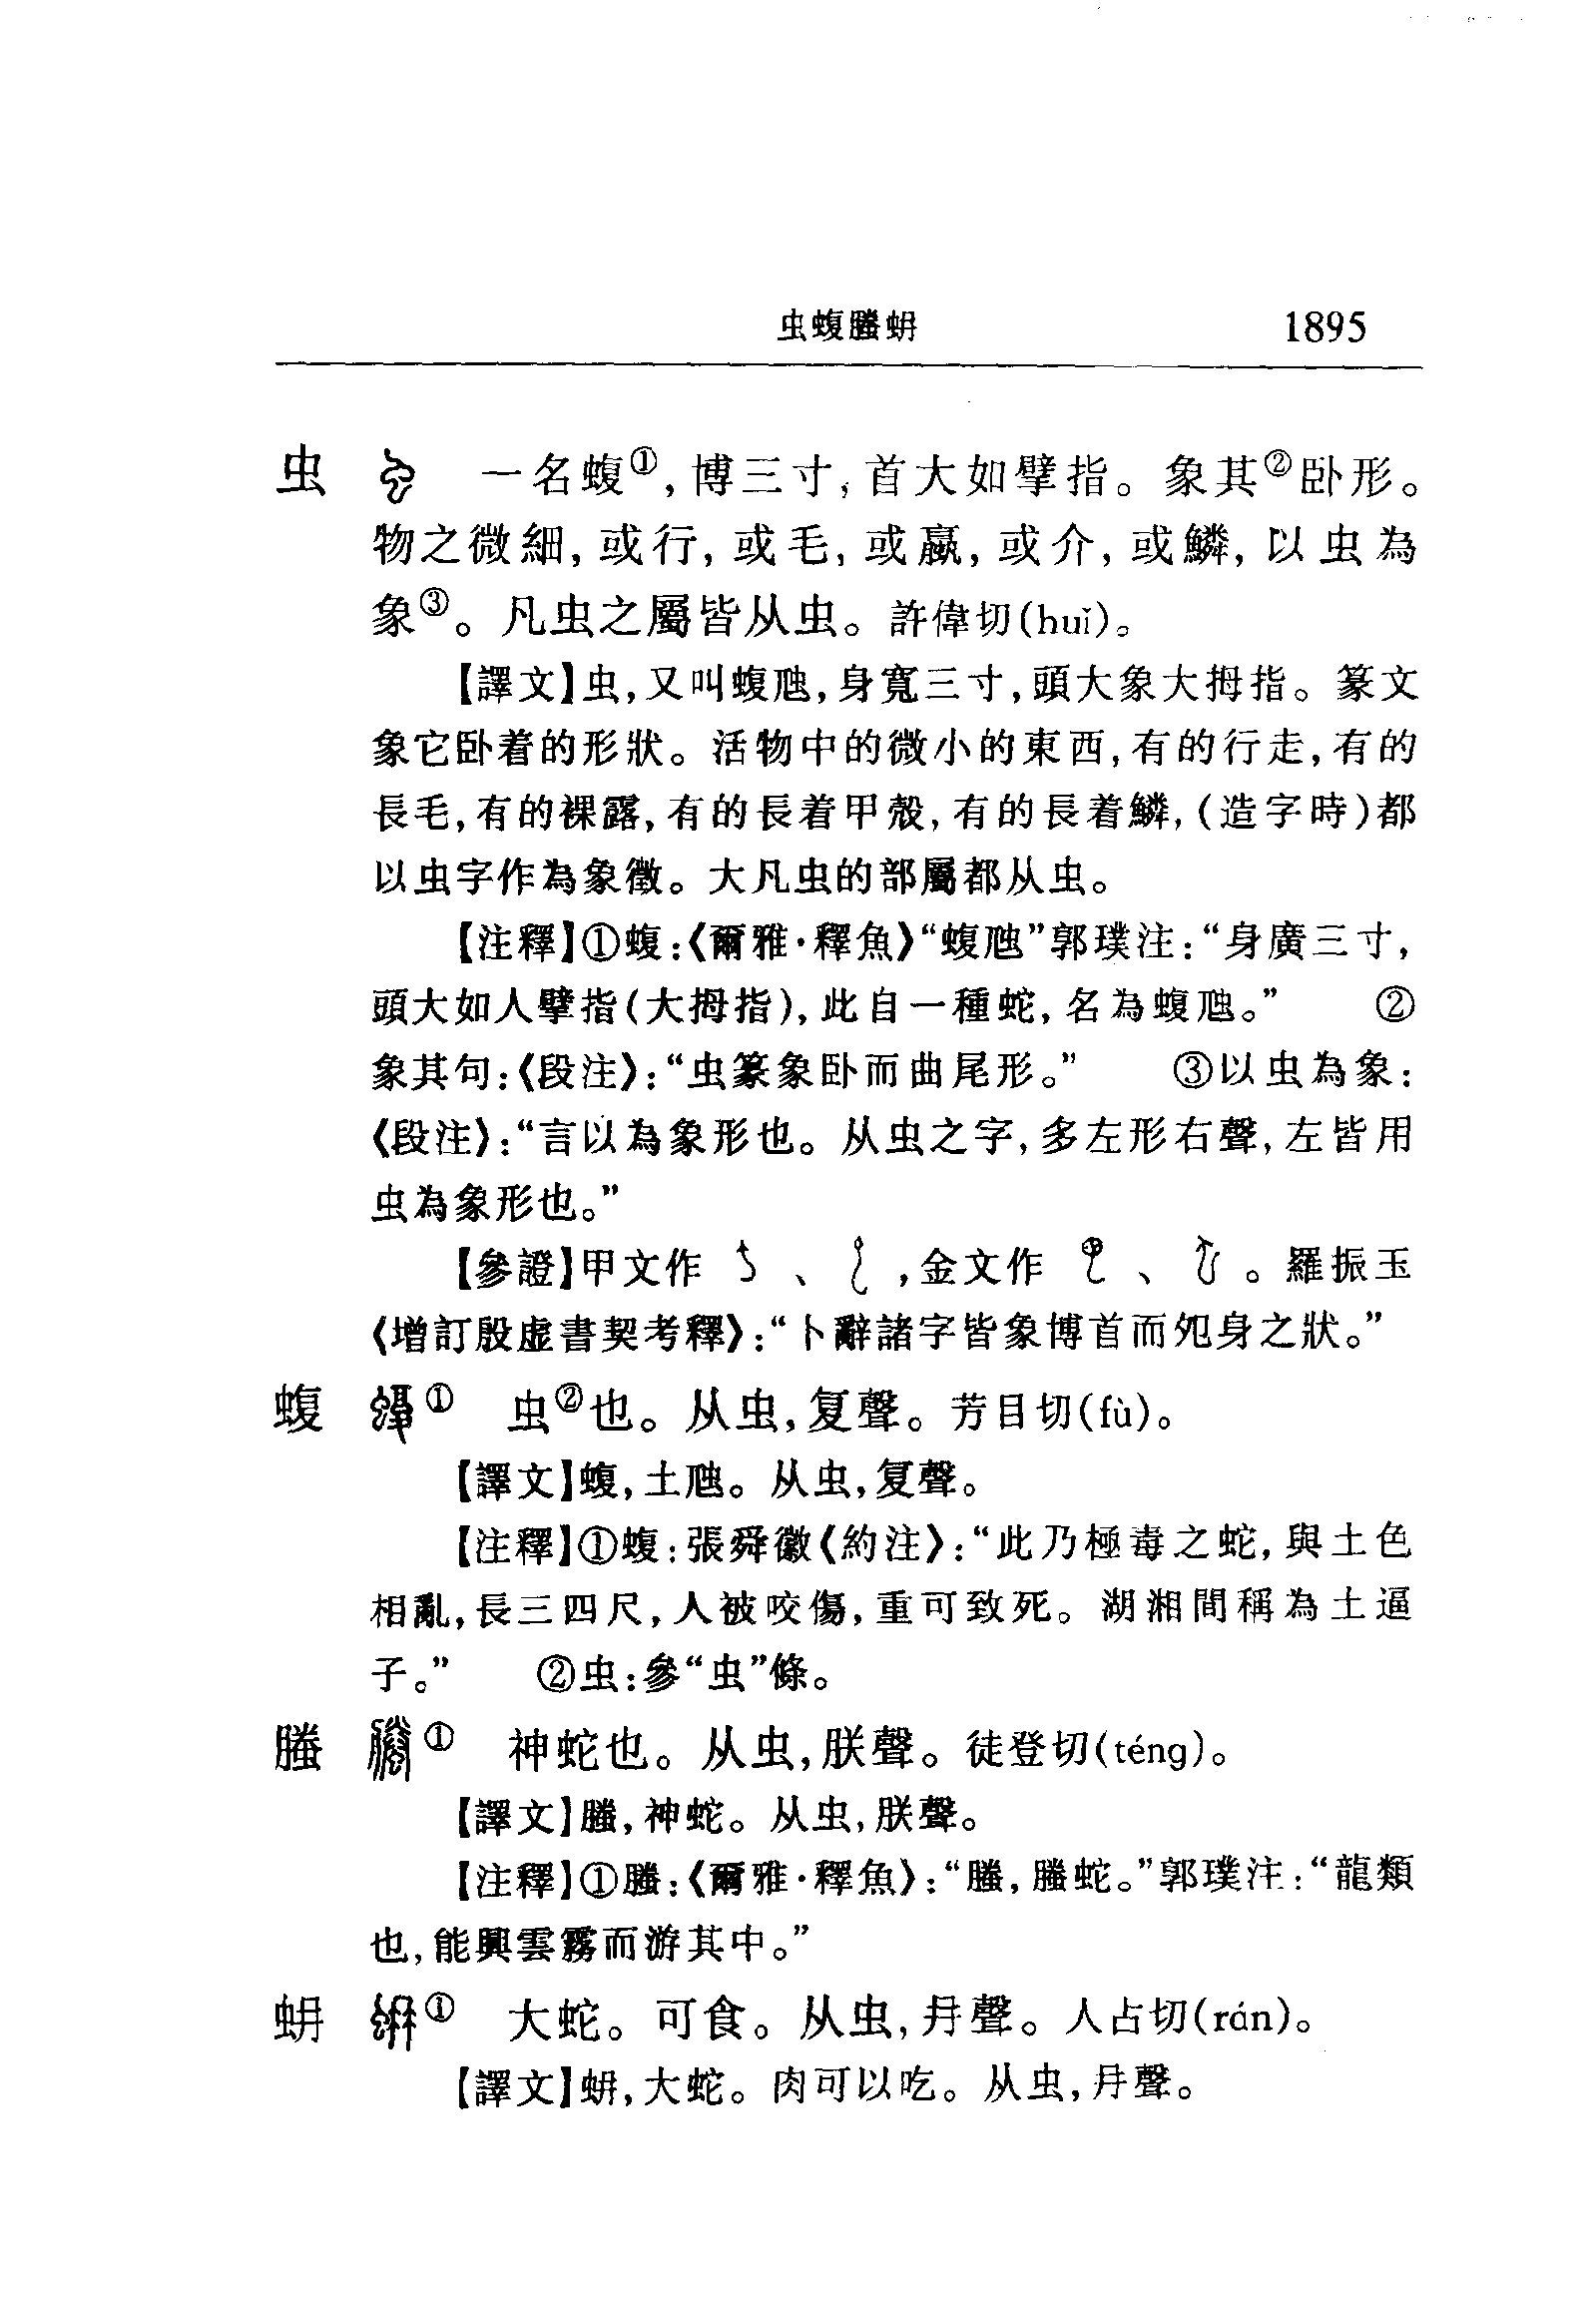 虫蝮螣蚺 1895
虫 一名蝮①,博三寸,首大如擘指。象其②卧形。
物之微細,或行,或毛,或蠃,或介,或鱗,以虫為
象③。凡虫之屬皆从虫。許偉切(huǐ)。
【譯文】虫,又叫蝮虺,身寬三寸,頭大象大拇指。篆文
象它卧着的形狀。活物中的微小的東西,有的行走,有的
長毛,有的裸露,有的長着甲殼,有的長着鱗,(造字時)都
以虫字作為象徵。大凡虫的部屬都从虫。
【注釋】①蝮:《爾雅·釋魚》“蝮虺”郭璞注:“身廣三寸,
頭大如人擘指(大拇指),此自一種蛇,名為蝮虺。” ②
象其句:《段注》:“虫篆象卧而曲尾形。” ③以虫為象:
《段注》:“言以為象形也。从虫之字,多左形右聲,左皆用
虫為象形也。”
【參證】甲文作 、 ,金文作 、 。羅振玉
《增訂殷虛書契考釋》:“卜辭諸字皆象博首而夗身之狀。”
蝮 ① 虫②也。从虫,复聲。芳目切(fù)。
【譯文】蝮,土虺。从虫,复聲。
【注釋】①蝮:張舜徽《約注》:“此乃極毒之蛇,與土色
相亂,長三四尺,人被咬傷,重可致死。湖湘間稱為土逼
子。” ②虫:參“虫”條。
螣 ① 神蛇也。从虫,朕聲。徒登切(téng)。
【譯文】螣,神蛇。从虫,朕聲。
【注釋】①螣:《爾雅·釋魚》:“螣,螣蛇。”郭璞注:“龍類
也,能興雲霧而游其中。”
蚺 ① 大蛇。可食。从虫,冄聲。人占切(rán)。
【譯文】蚺,大蛇。肉可以吃。从虫,冄聲。